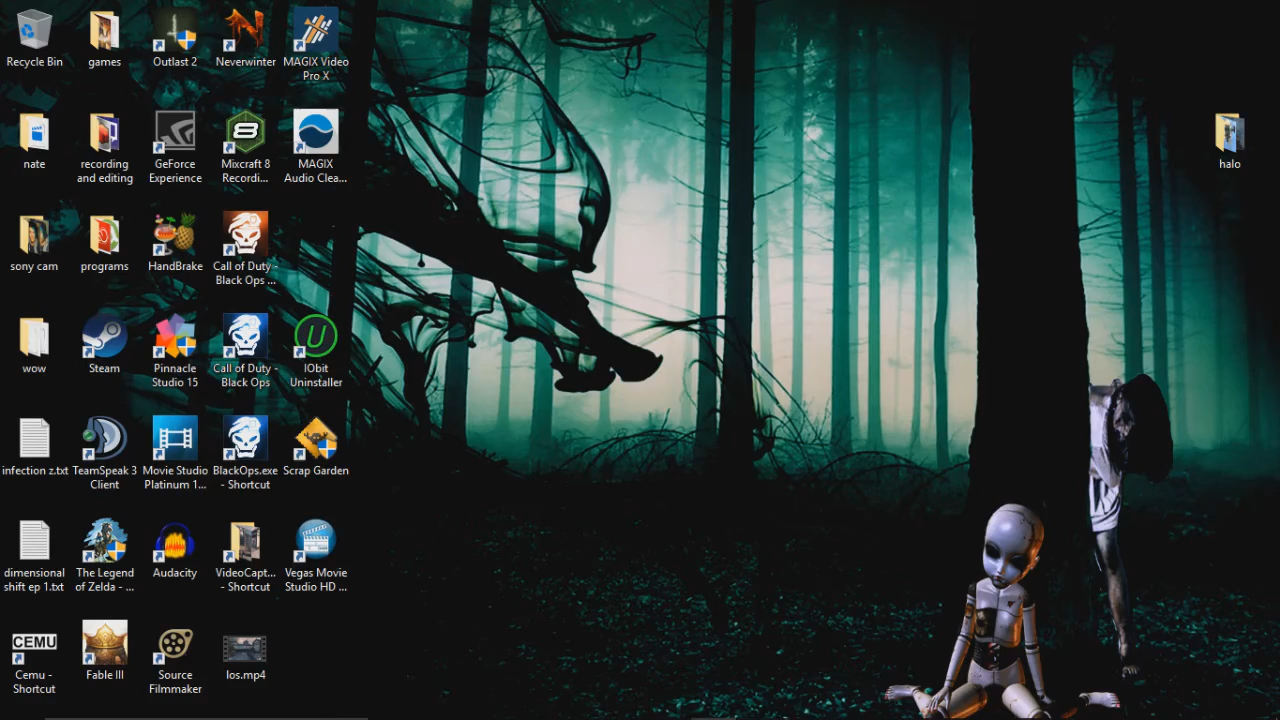 Recycle Bin
games
Outlast 2
Neverwinter
MAGIX Video
Pro X
nate
recording
and editing
GeForce
Experience
Mixcraft 8
Recordi...
MAGIX
Audio Clea...
halo
sony cam
programs
HandBrake
Call of Duty -
Black Ops ...
wow
Steam
Pinnacle
Studio 15
Call of Duty -
Black Ops
IObit
Uninstaller
infection z.txt
TeamSpeak 3
Client
Movie Studio
Platinum 1...
BlackOps.exe
- Shortcut
Scrap Garden
dimensional
shift ep 1.txt
The Legend
of Zelda - ...
Audacity
VideoCapt...
- Shortcut
Vegas Movie
Studio HD ...
CEMU
Cemu -
Shortcut
Fable III
Source
Filmmaker
los.mp4